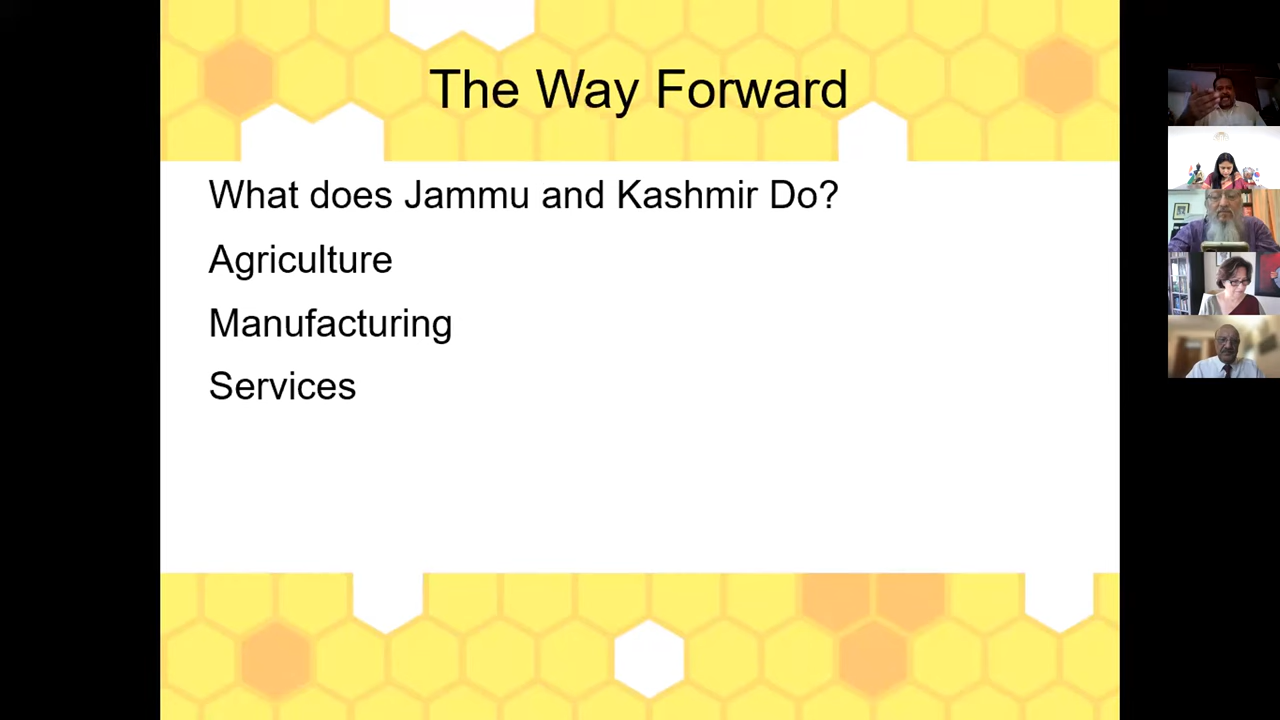 The Way Forward
What does Jammu and Kashmir Do?
Agriculture
Manufacturing
Services